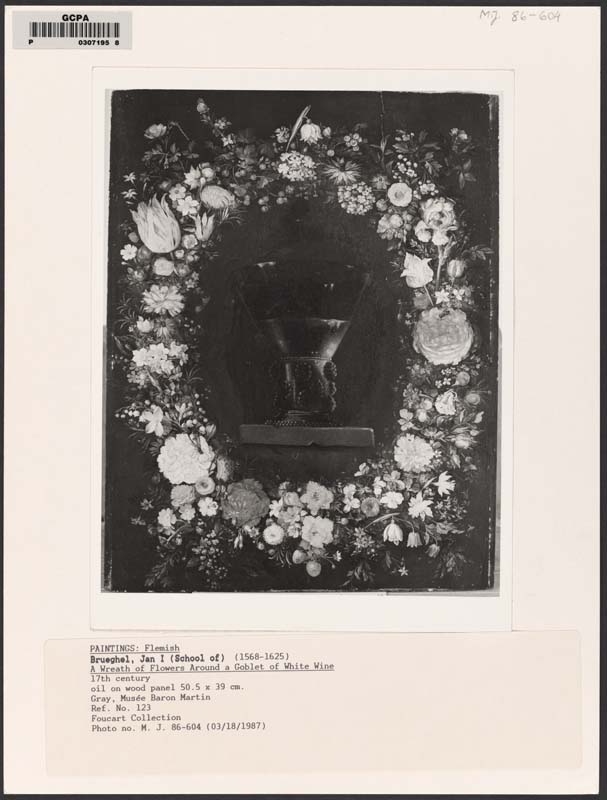 GCPA
P 0307195 8
M.J. 86-604
PAINTINGS: Flemish
Brueghel, Jan I (School of) (1568-1625)
A Wreath of Flowers Around a Goblet of White Wine
17th century
oil on wood panel 50.5 x 39 cm.
Gray, Musée Baron Martin
Ref. No. 123
Foucart Collection
Photo no. M. J. 86-604 (03/18/1987)